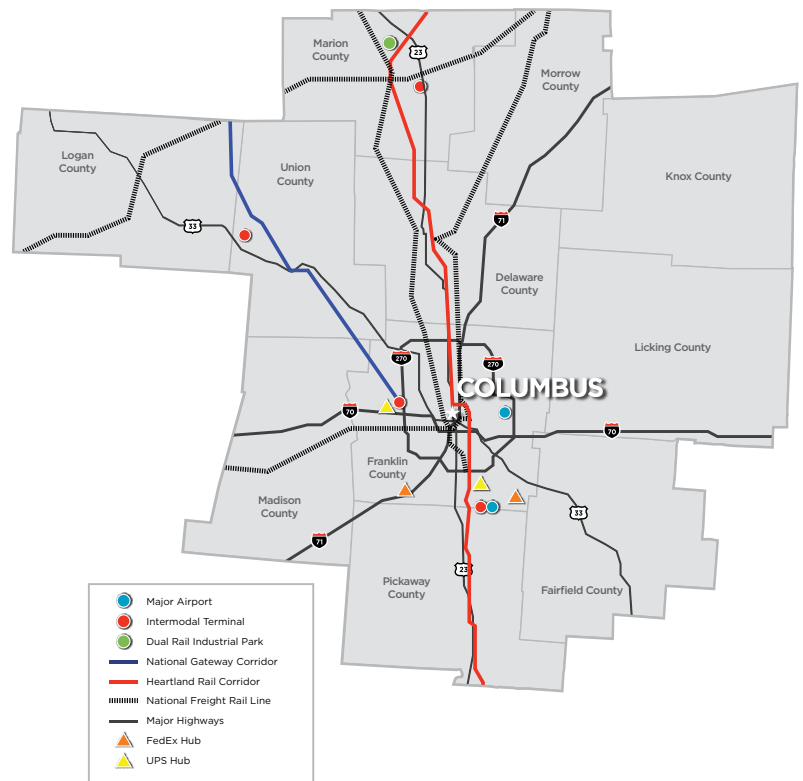 Marion
County
23
Morrow
County
Logan
County
Union
County
Knox County
33
71
Delaware
County
270
270
Licking County
COLUMBUS
70
70
Franklin
County
Madison
County
33
71
23
Pickaway
County
Fairfield County
Major Airport
Intermodal Terminal
Dual Rail Industrial Park
National Gateway Corridor
Heartland Rail Corridor
National Freight Rail Line
Major Highways
FedEx Hub
UPS Hub